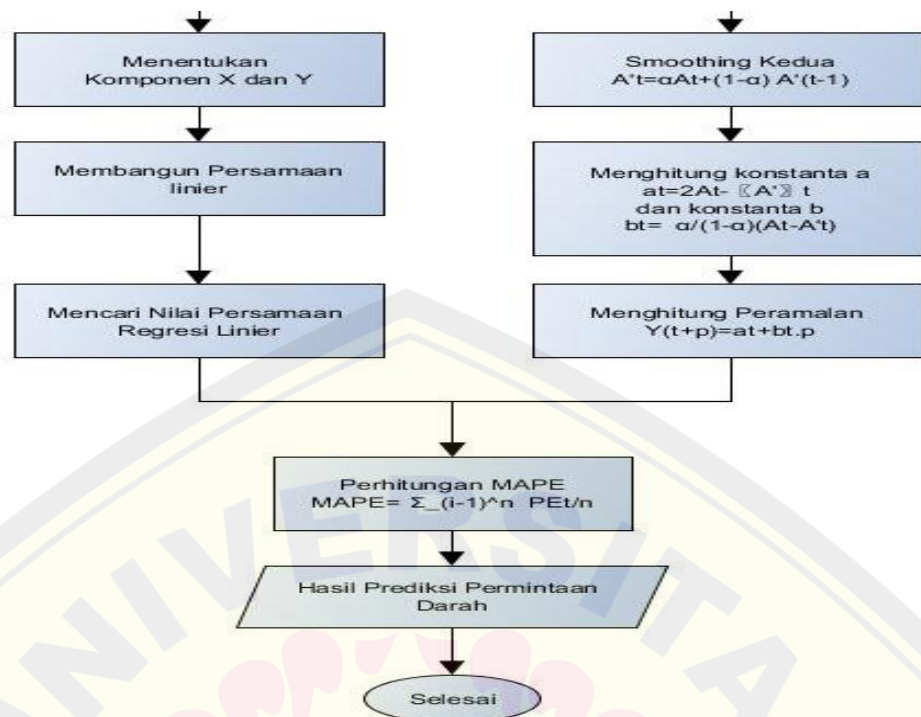 Menentukan
Komponen X dan Y
Membangun Persamaan
linier
Mencari Nilai Persamaan
Regresi Linier
Smoothing Kedua
A't=αAt+(1-α) A'(t-1)
Menghitung konstanta a
at=2At-〖A'〗t
dan konstanta b
bt= α/(1-α)(At-A't)
Menghitung Peramalan
Y(t+p)=at+bt.p
Perhitungan MAPE
MAPE= Σ_(i-1)^n PEt/n
Hasil Prediksi Permintaan
Darah
Selesai
NIVERSITA